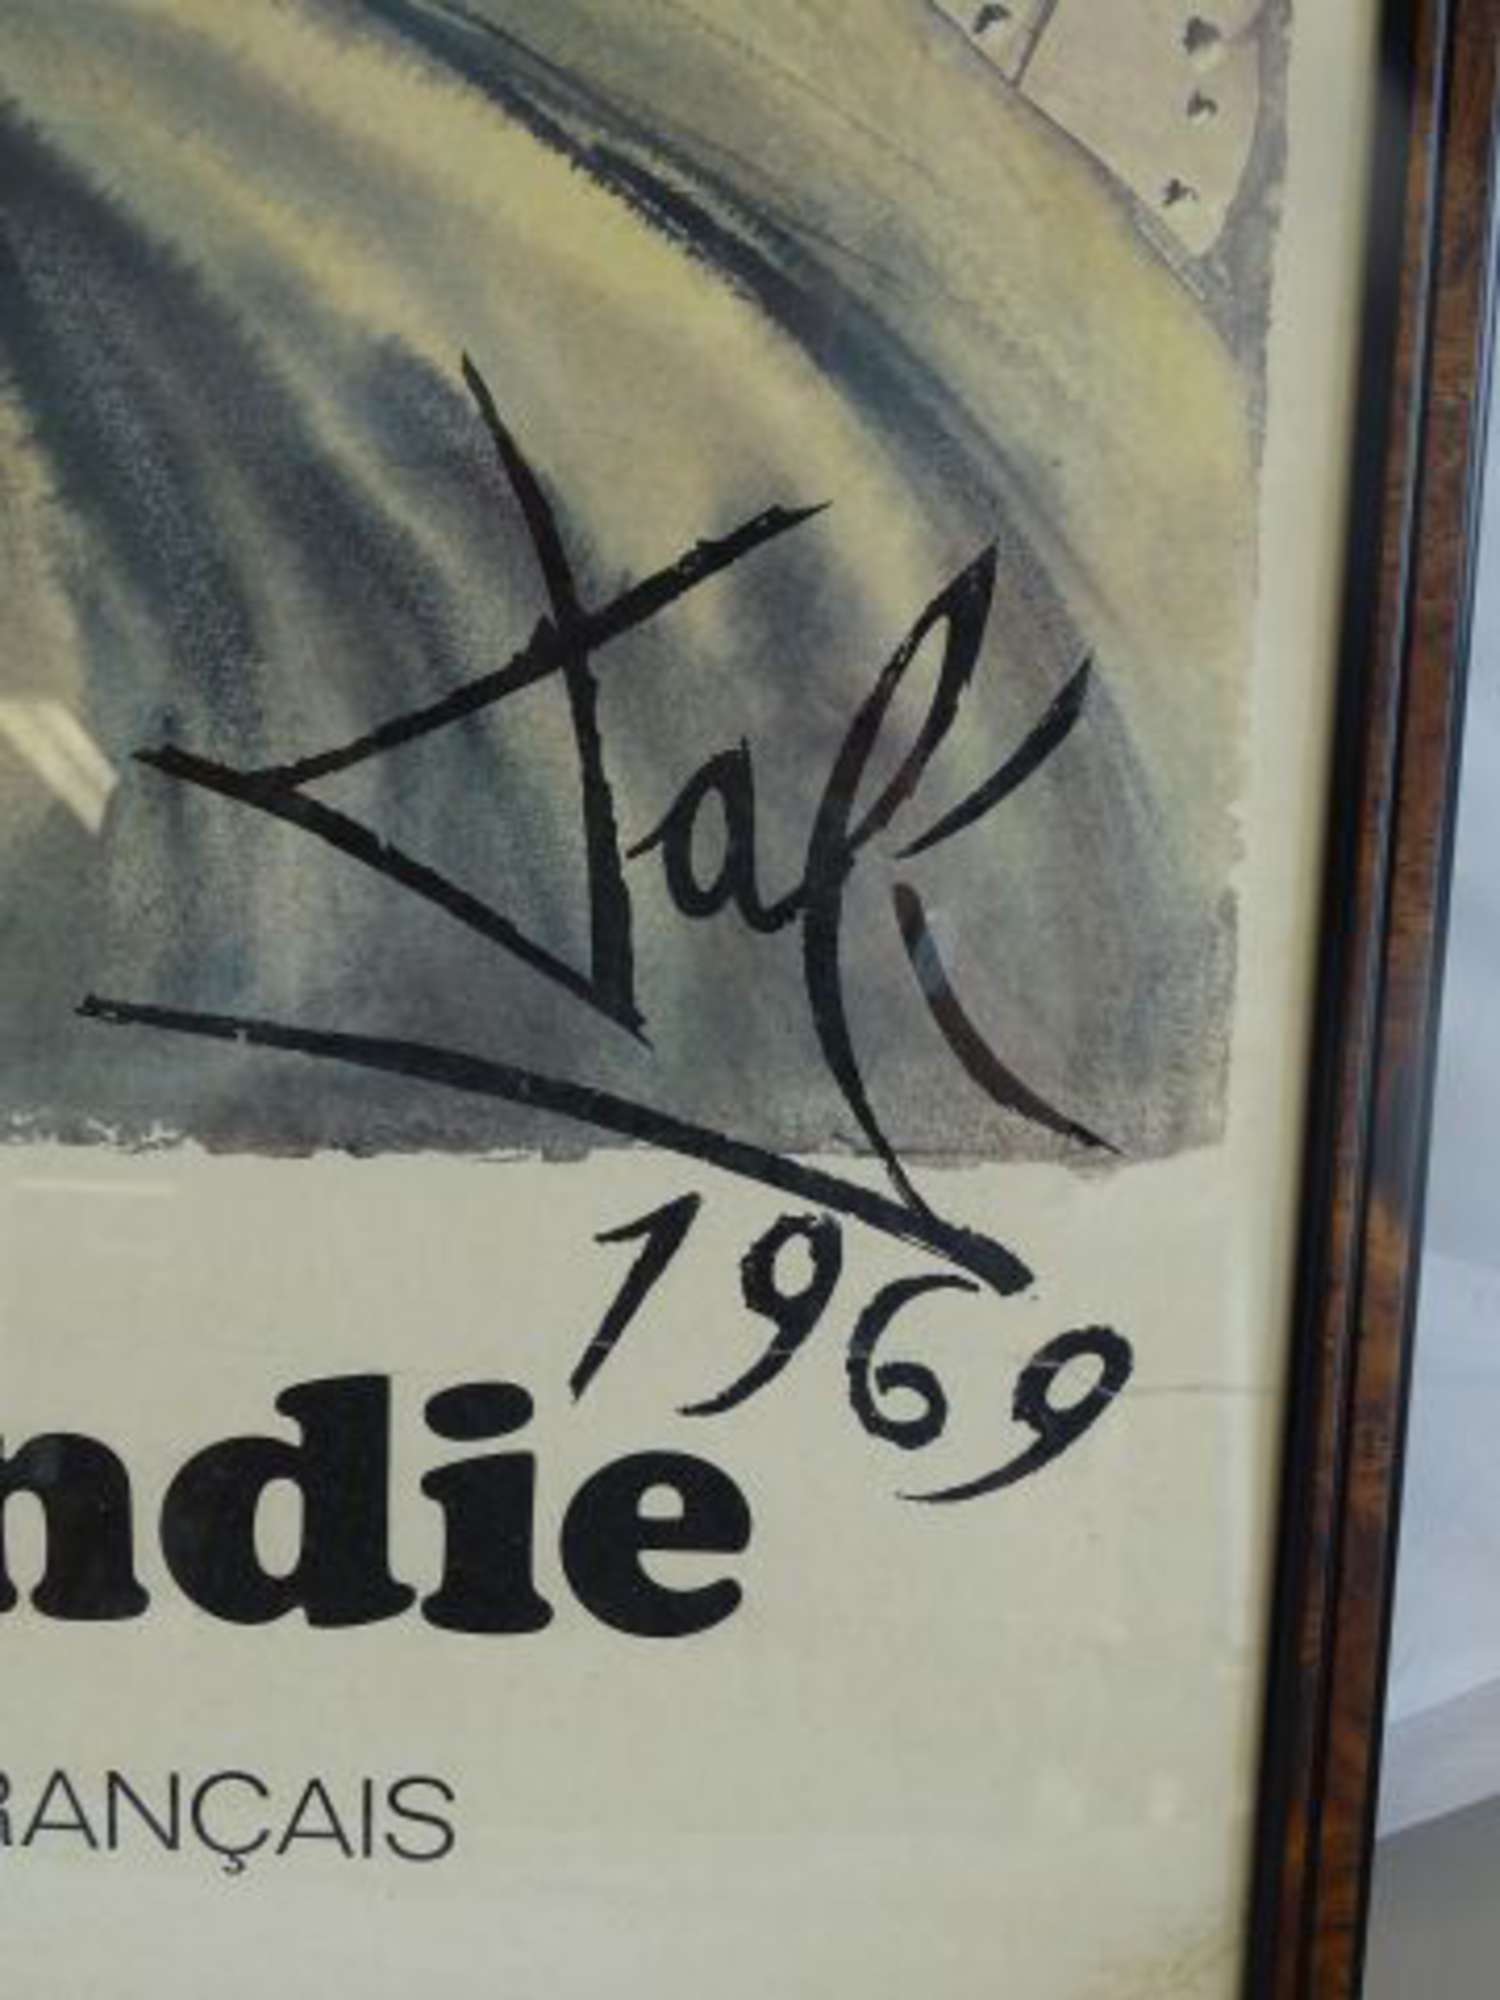 Dalí
1969
ndie
RANÇAIS